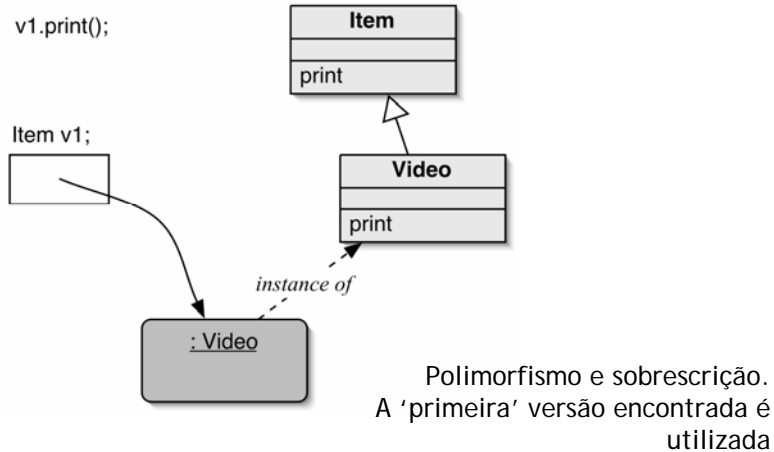 v1.print();
Item
print
Item v1;
Video
print
instance of
: Video
Polimorfismo e sobrescrição.
A ‘primeira’ versão encontrada é
utilizada